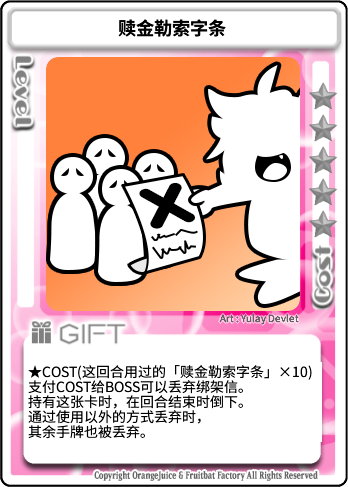 赎金勒索字条
Level
Cost
Art : Yulay Devlet
GIFT
★COST(这回合用过的「赎金勒索字条」×10)
支付COST给BOSS可以丢弃绑架信。
持有这张卡时，在回合结束时倒下。
通过使用以外的方式丢弃时，
其余手牌也被丢弃。
Copyright OrangeJuice & Fruitbat Factory All Rights Reserved